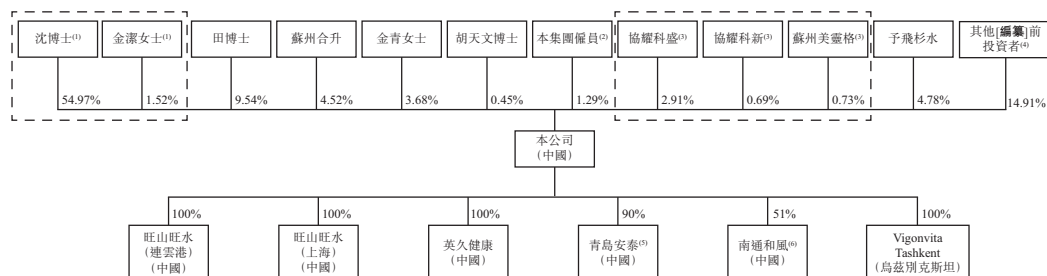 沈博士(1)
金潔女士(1)
田博士
蘇州合升
金青女士
胡天文博士
本集團僱員(2)
協耀科盛(3)
協耀科新(3)
蘇州美靈格(3)
予飛杉水
其他[編纂]前
投資者(4)
54.97%
1.52%
9.54%
4.52%
3.68%
0.45%
1.29%
2.91%
0.69%
0.73%
4.78%
14.91%
本公司
(中國)
100%
100%
100%
90%
51%
100%
旺山旺水
(連雲港)
(中國)
旺山旺水
(上海)
(中國)
英久健康
(中國)
青島安泰(5)
(中國)
南通和風(6)
(中國)
Vigonvita
Tashkent
(烏茲別克斯坦)